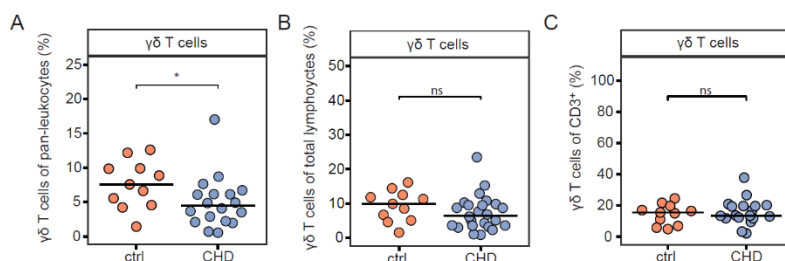 A
γδ T cells
γδ T cells of pan-leukocytes (%)
25
20
15
10
5
0
*
ctrl
CHD
B
γδ T cells
γδ T cells of total lymphoyctes (%)
50
40
30
20
10
0
ns
ctrl
CHD
C
γδ T cells
γδ T cells of CD3⁺ (%)
100
80
60
40
20
0
ns
ctrl
CHD